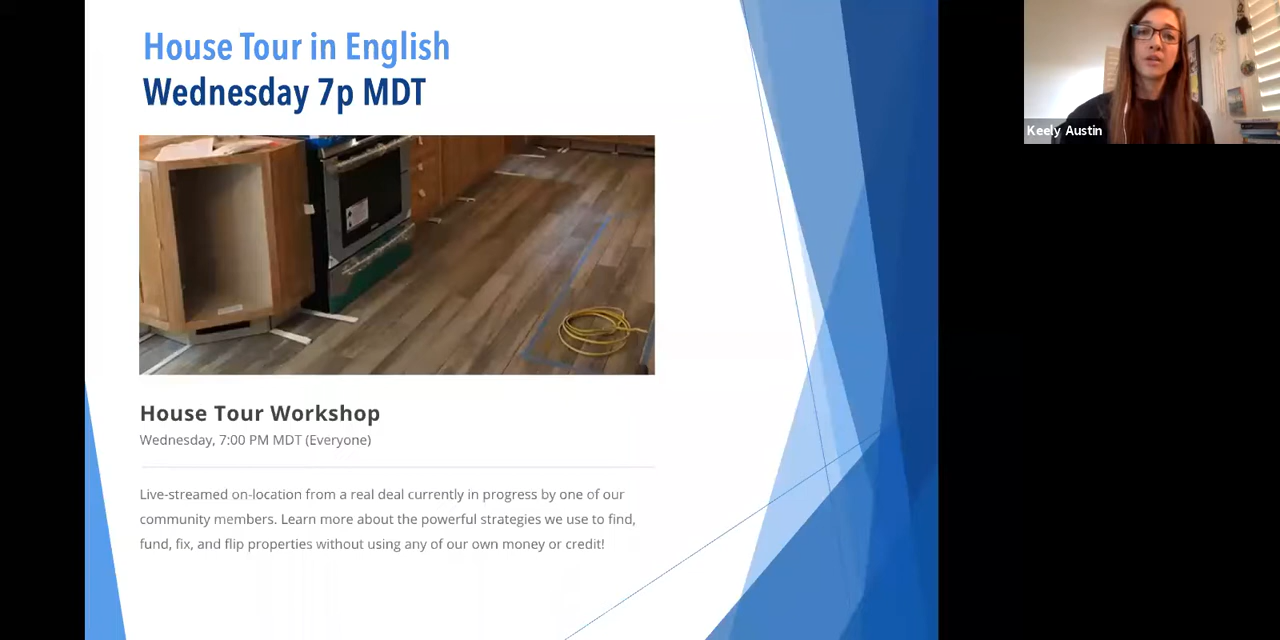 House Tour in English
Wednesday 7p MDT
Keely Austin
House Tour Workshop
Wednesday, 7:00 PM MDT (Everyone)
Live-streamed on-location from a real deal currently in progress by one of our
community members. Learn more about the powerful strategies we use to find,
fund, fix, and flip properties without using any of our own money or credit!